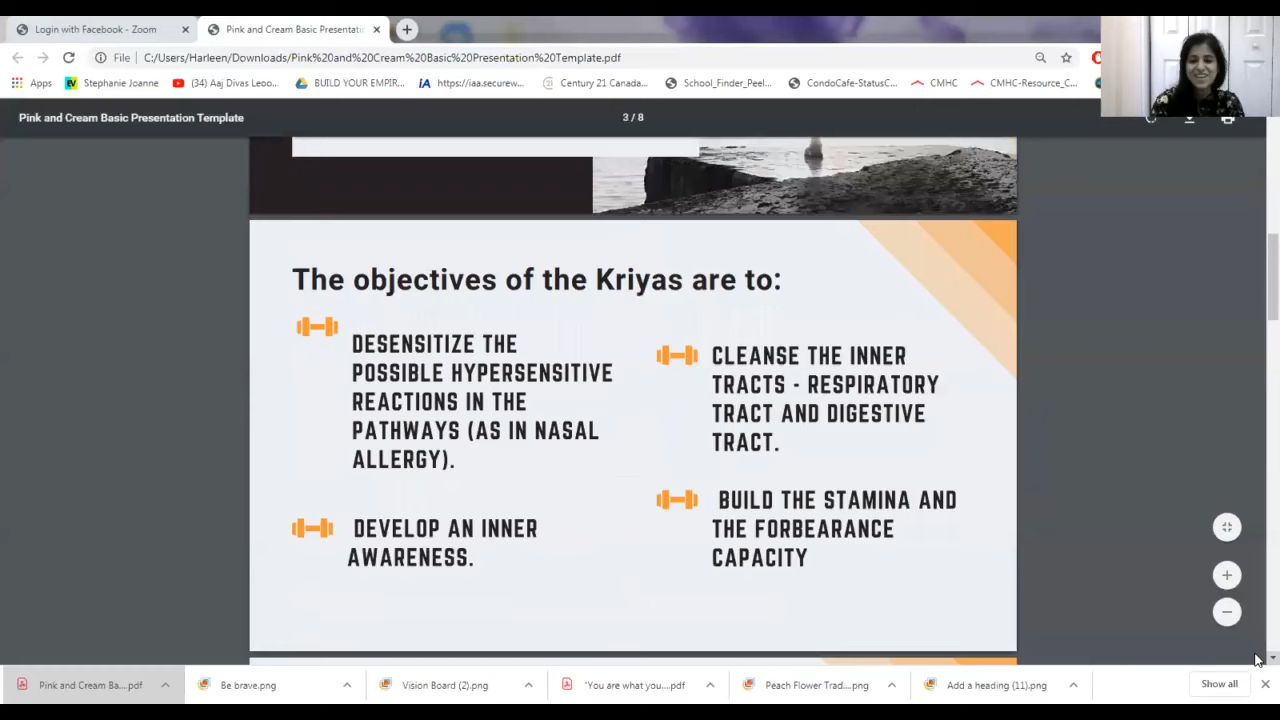 Login with Facebook - Zoom
Pink and Cream Basic Presentatic
File
C:/Users/Harleen/Downloads/Pink%20and%20Cream%20Basic%20Presentation%20Template.pdf
Apps
Stephanie Joanne
(34) Aaj Divas Leoo...
BUILD YOUR EMPIR...
iA
https://iaa.securew...
Century 21 Canada...
School_Finder_Peel...
CondoCafe-StatusC...
CMHC
CMHC-Resource_C...
Pink and Cream Basic Presentation Template
3 / 8
The objectives of the Kriyas are to:
DESENSITIZE THE
POSSIBLE HYPERSENSITIVE
REACTIONS IN THE
PATHWAYS (AS IN NASAL
ALLERGY).
DEVELOP AN INNER
AWARENESS.
CLEANSE THE INNER
TRACTS - RESPIRATORY
TRACT AND DIGESTIVE
TRACT.
BUILD THE STAMINA AND
THE FORBEARANCE
CAPACITY
Pink and Cream Ba....pdf
Be brave.png
Vision Board (2).png
"You are what you....pdf
Peach Flower Trad....png
Add a heading (11).png
Show all